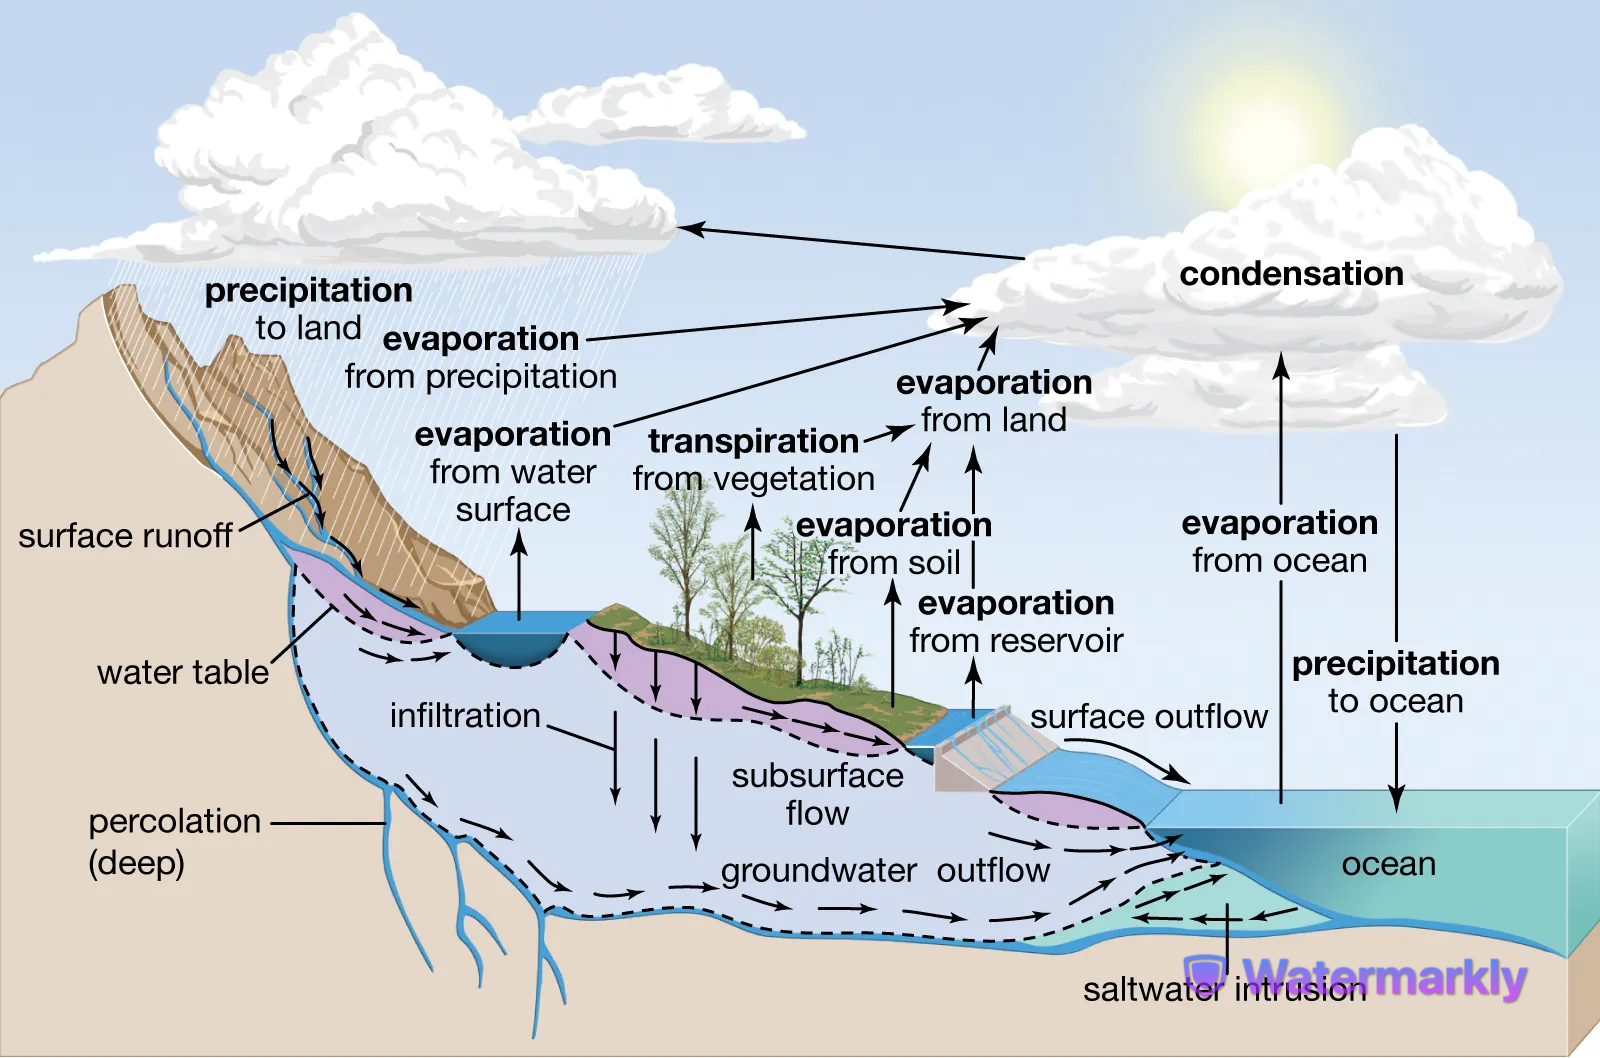 condensation
precipitation
to land
evaporation
from precipitation
evaporation
from land
evaporation
from water
surface
transpiration
from vegetation
evaporation
from soil
evaporation
from ocean
surface runoff
evaporation
from reservoir
precipitation
to ocean
water table
infiltration
surface outflow
subsurface
flow
percolation
(deep)
groundwater outflow
ocean
saltwater intrusion
Watermarkly